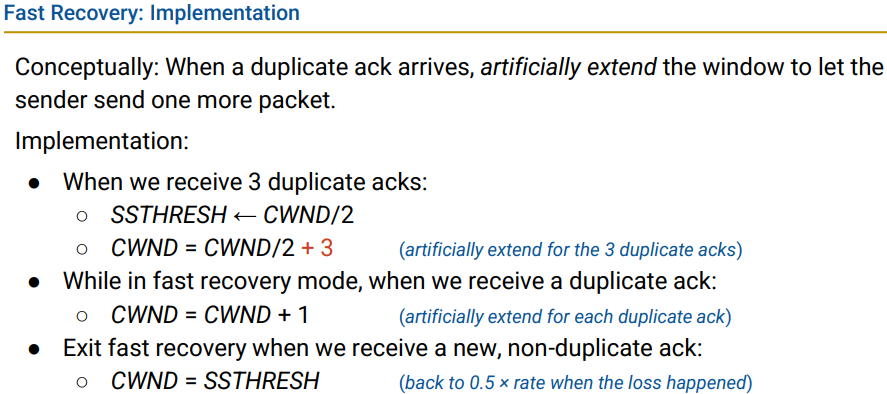 Fast Recovery: Implementation
Conceptually: When a duplicate ack arrives, artificially extend the window to let the
sender send one more packet.
Implementation:
● When we receive 3 duplicate acks:
○ SSTHRESH ← CWND/2
○ CWND = CWND/2 + 3 (artificially extend for the 3 duplicate acks)
● While in fast recovery mode, when we receive a duplicate ack:
○ CWND = CWND + 1 (artificially extend for each duplicate ack)
● Exit fast recovery when we receive a new, non-duplicate ack:
○ CWND = SSTHRESH (back to 0.5 × rate when the loss happened)